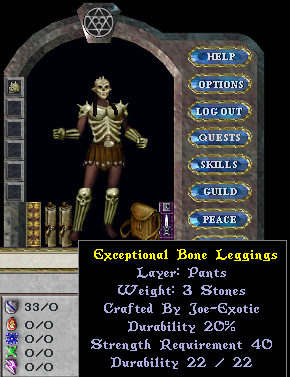 HELP
OPTIONS
LOG OUT
QUESTS
SKILLS
GUILD
PEACE
Exceptional Bone Leggings
Layer: Pants
Weight: 3 Stones
Crafted By Joe-Exotic
Durability 20%
Strength Requirement 40
Durability 22 / 22
33/0
0/0
0/0
0/0
0/0